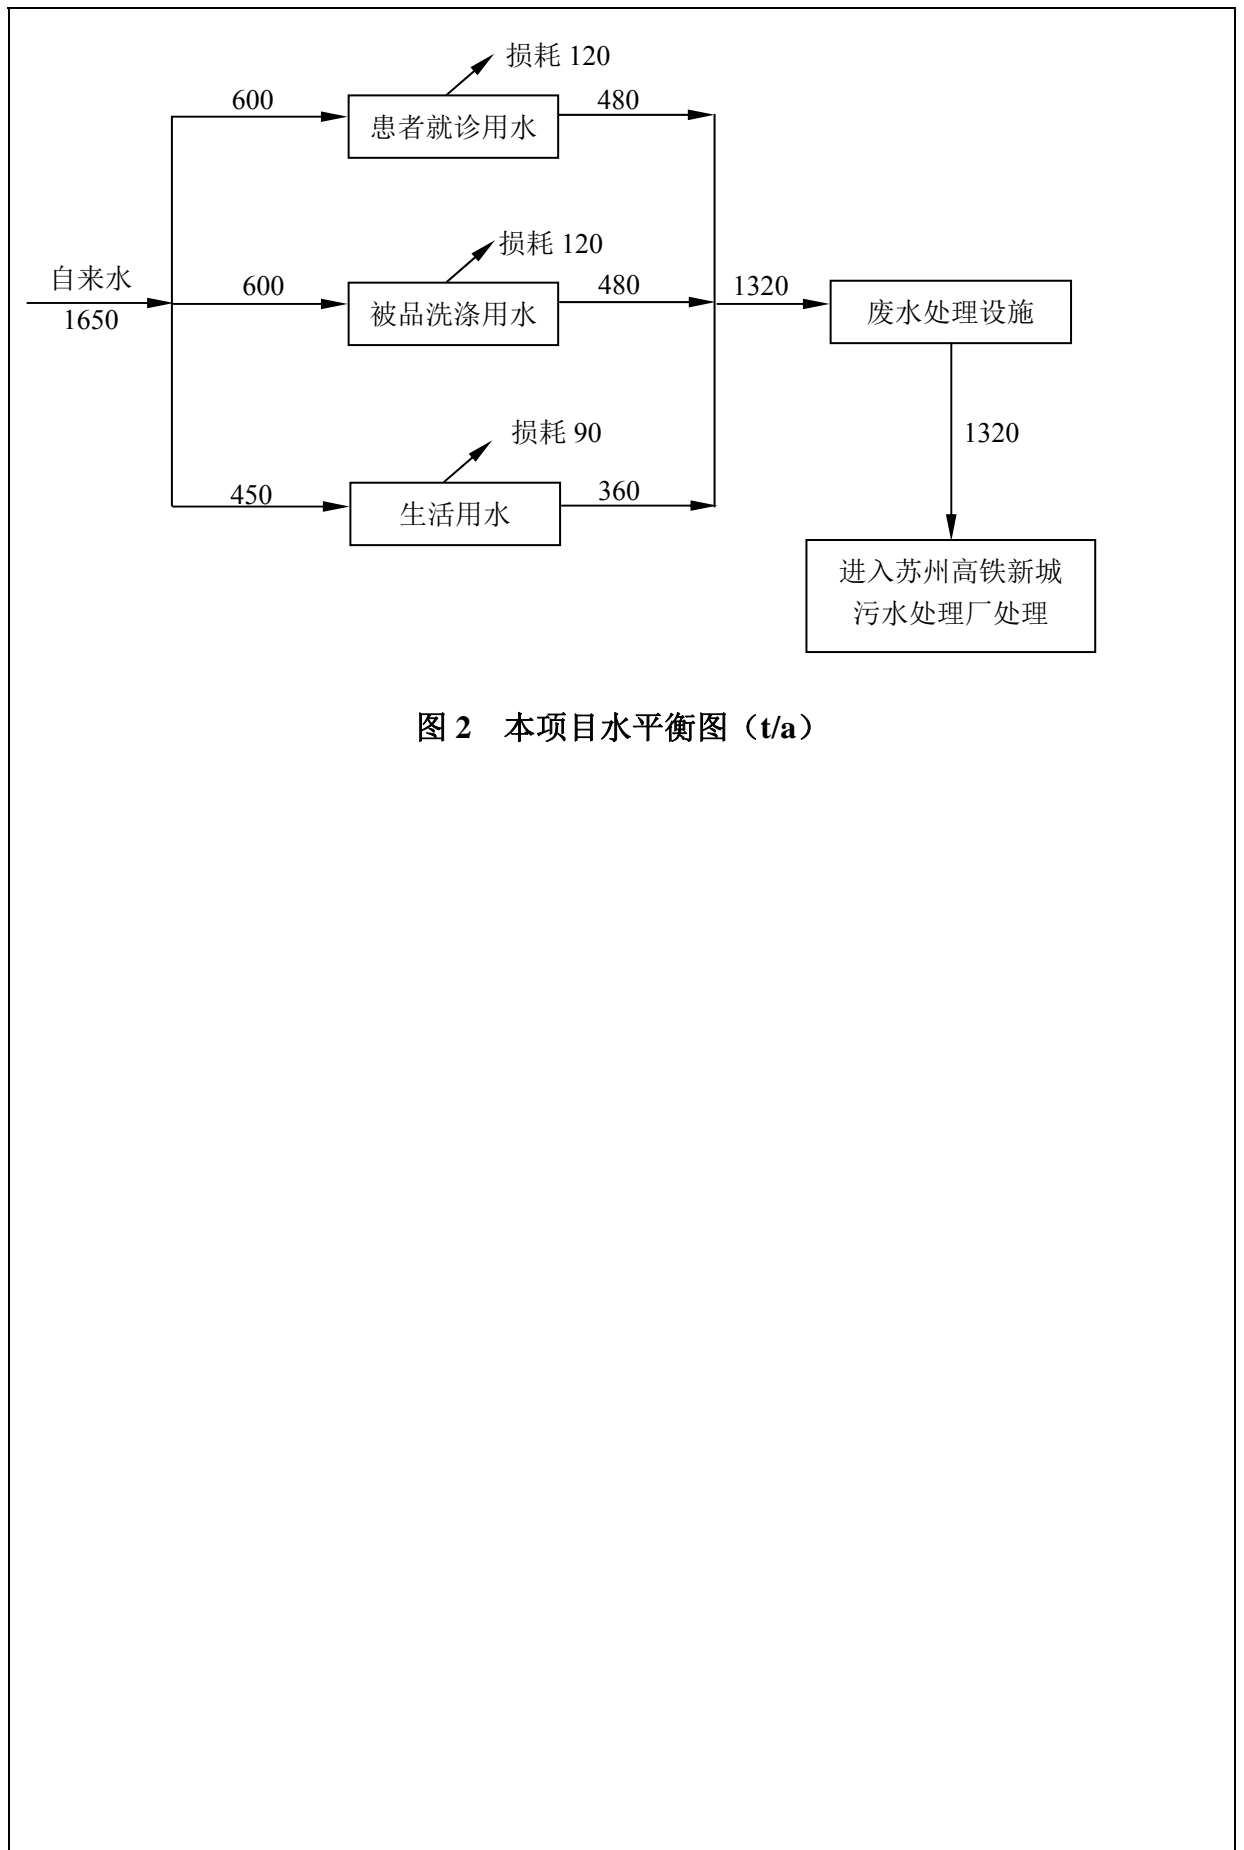 损耗 120
600
患者就诊用水
480
自来水
1650
损耗 120
600
被品洗涤用水
480
1320
废水处理设施
损耗 90
450
生活用水
360
1320
进入苏州高铁新城
污水处理厂处理
图 2 本项目水平衡图（t/a）